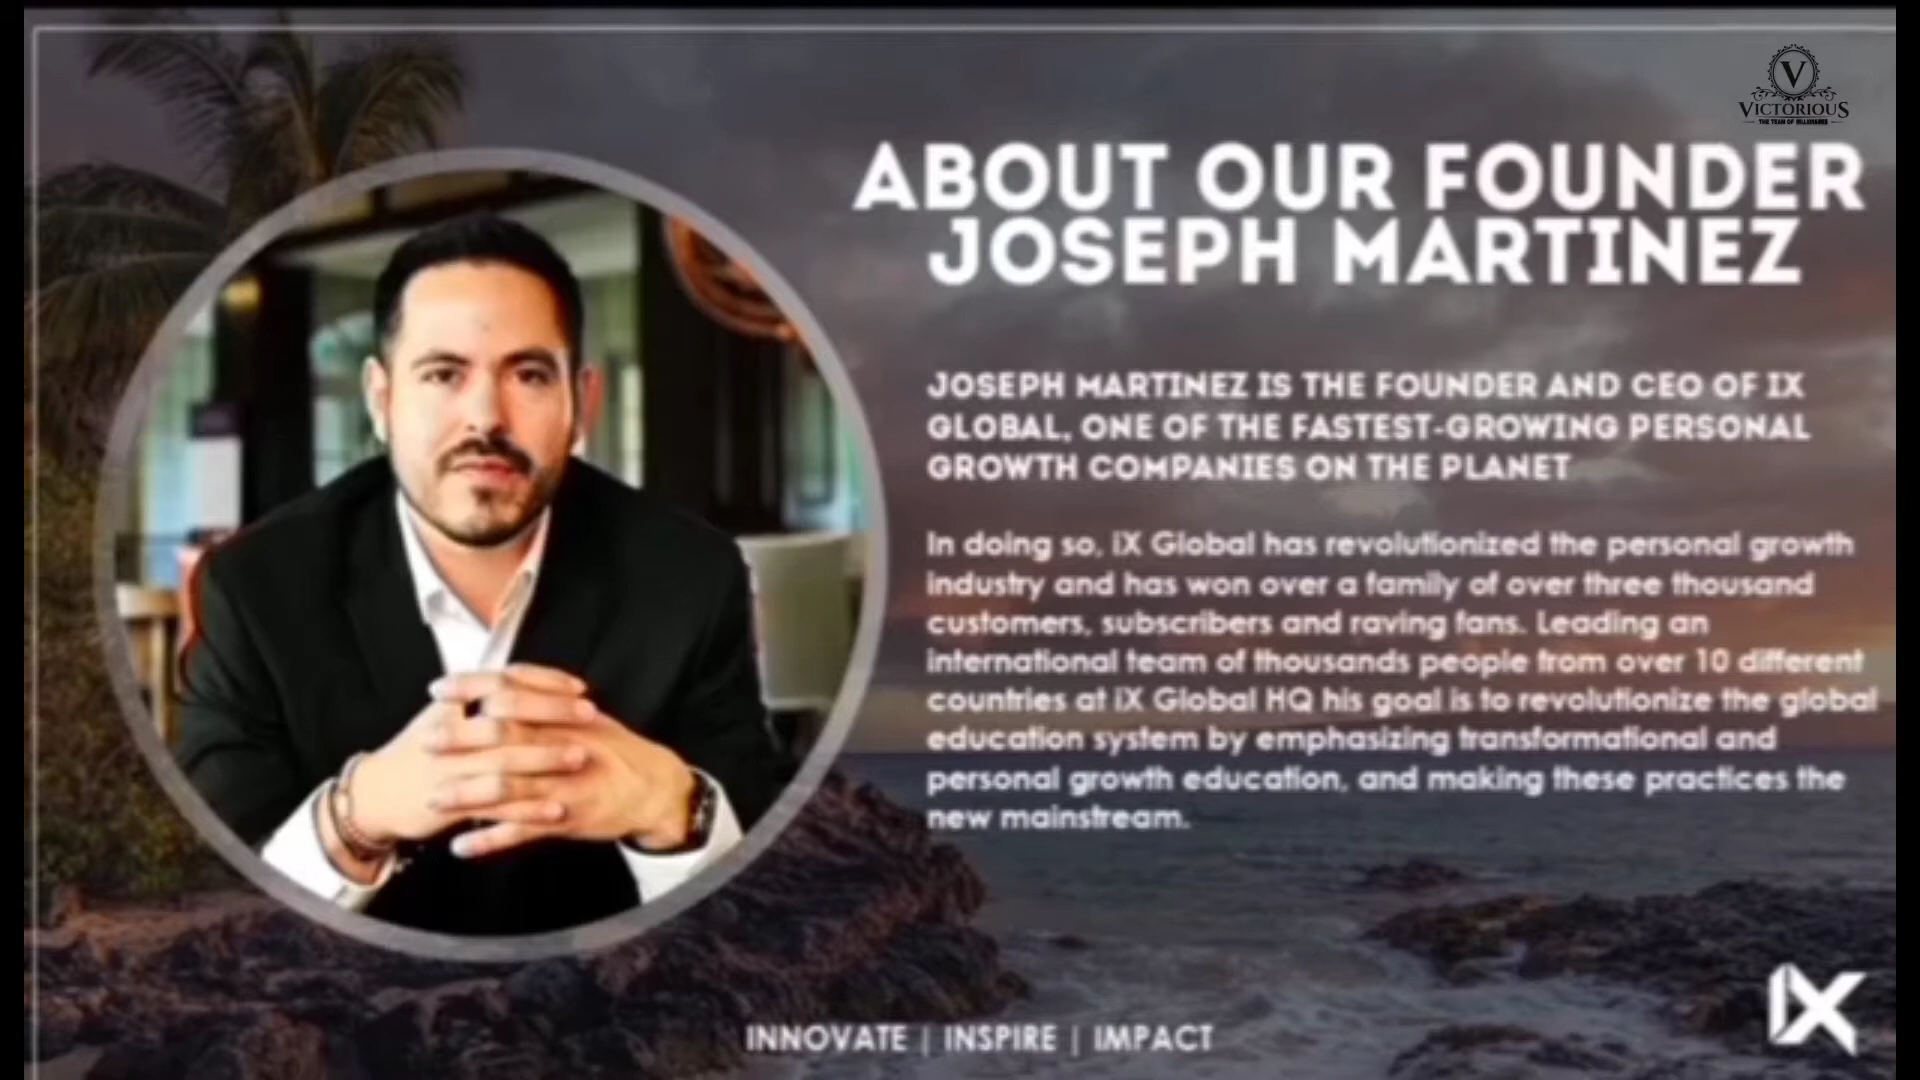 V
VICTORIOUS
THE TEAM OF BILLIONAIRES
ABOUT OUR FOUNDER
JOSEPH MARTINEZ
JOSEPH MARTINEZ IS THE FOUNDER AND CEO OF IX
GLOBAL, ONE OF THE FASTEST-GROWING PERSONAL
GROWTH COMPANIES ON THE PLANET
In doing so, iX Global has revolutionized the personal growth
industry and has won over a family of over three thousand
customers, subscribers and raving fans. Leading an
international team of thousands people from over 10 different
countries at iX Global HQ his goal is to revolutionize the global
education system by emphasizing transformational and
personal growth education, and making these practices the
new mainstream.
iX
INNOVATE | INSPIRE | IMPACT